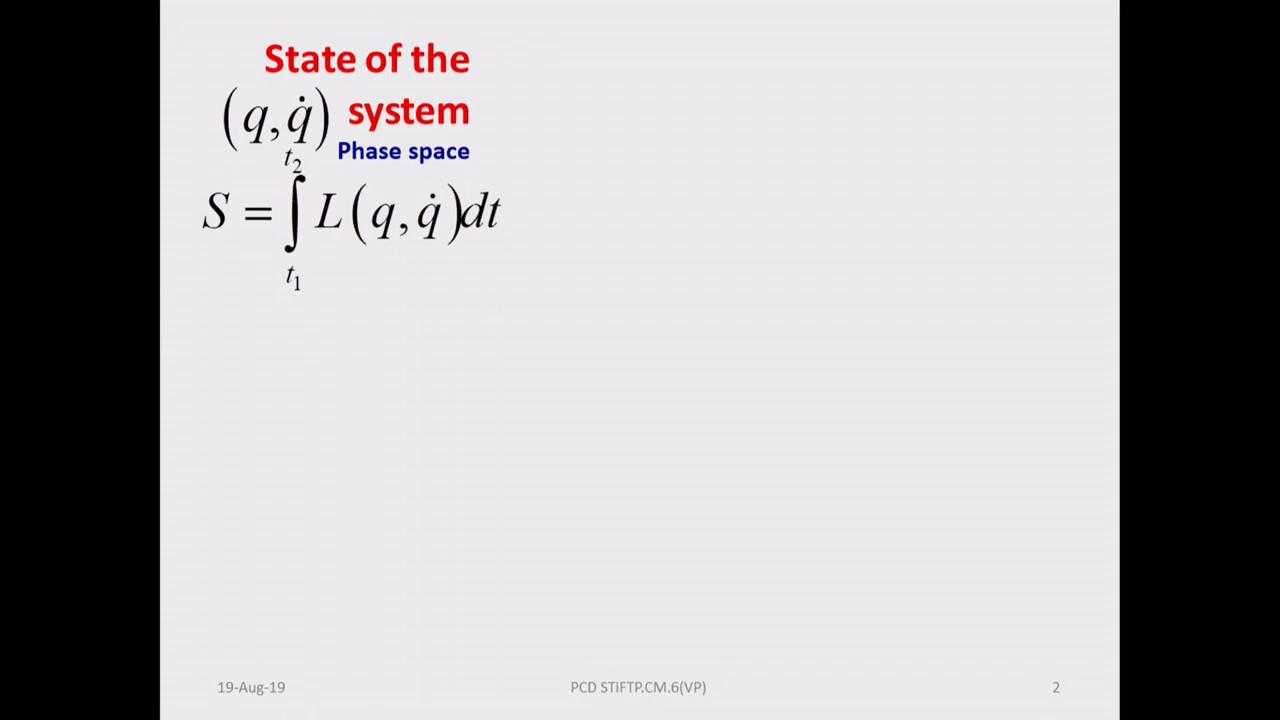 State of the
(q, q̇) system
Phase space
S = ∫_{t₁}^{t₂} L(q, q̇)dt
19-Aug-19 PCD STiFTP.CM.6(VP) 2